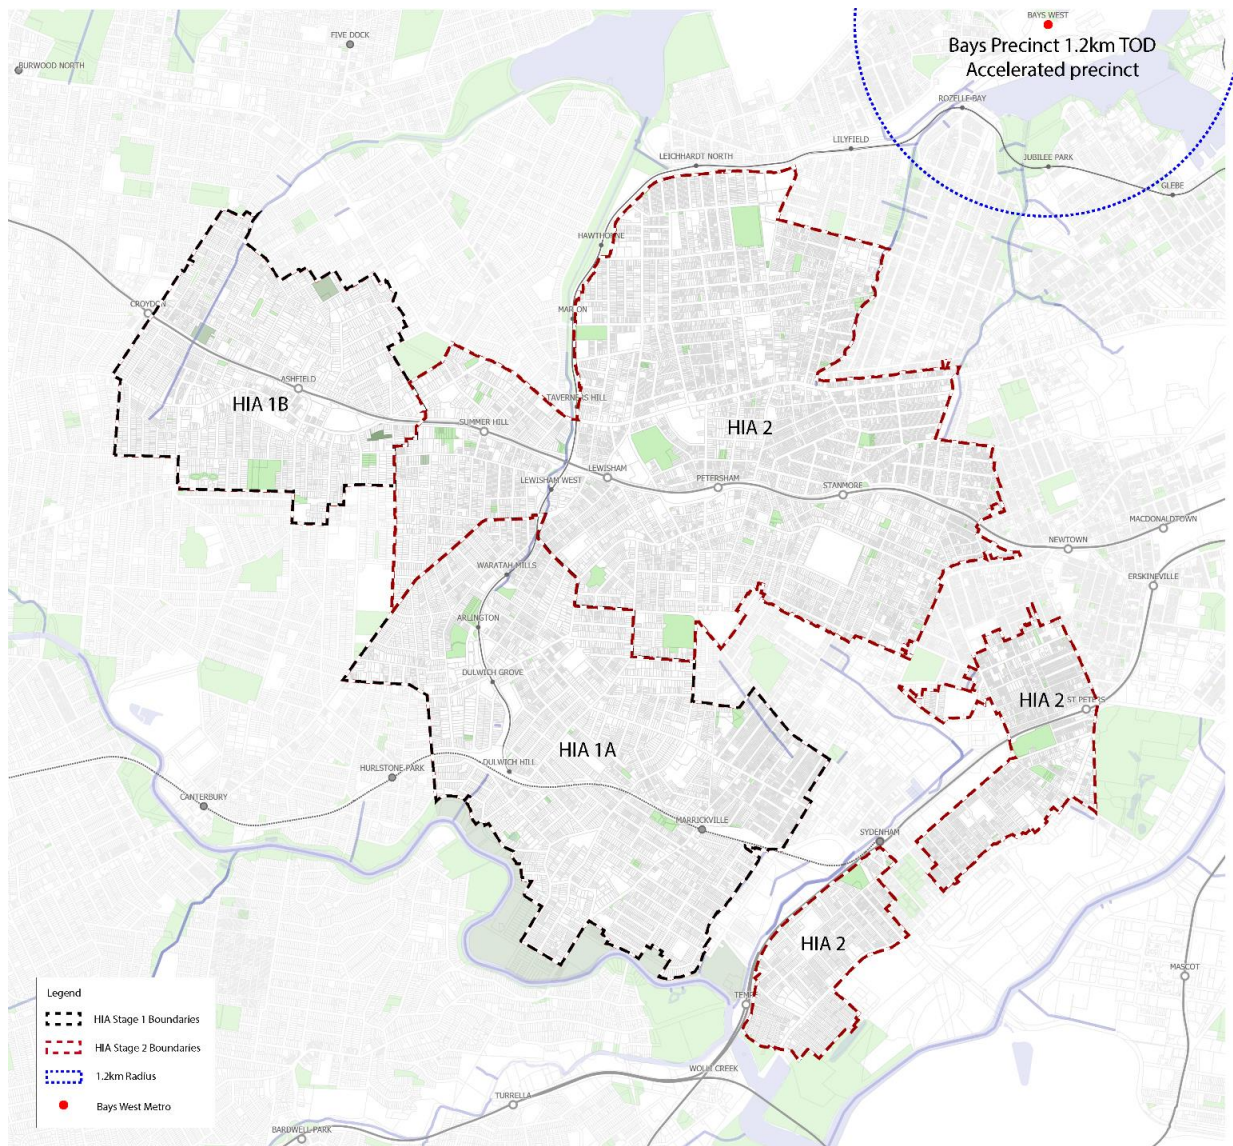 BAYS WEST
FIVE DOCK
Bays Precinct 1.2km TOD
Accelerated precinct
BURWOOD NORTH
ROZELLE-BAY
LILYFIELD
LEICHHARDT NORTH
JUBILEE PARK
GLEBE
HAWTHORNE
CROYDON
MARION
ASHFIELD
TAVERNERS HILL
HIA 1B
SUMMER HILL
HIA 2
LEWISHAM
PETERSHAM
LEWISHAM WEST
STANMORE
MACDONALDTOWN
NEWTOWN
WARATAH MILLS
ERSKINEVILLE
ARLINGTON
DULWICH GROVE
HIA 2
ST PETERS
HIA 1A
DULWICH HILL
HURLSTONE-PARK
CANTERBURY
MARRICKVILLE
SYDENHAM
HIA 2
MASCOT
Legend
TEMPE
HIA Stage 1 Boundaries
HIA Stage 2 Boundaries
WOLLI CREEK
1.2km Radius
TURRELLA
Bays West Metro
BARDWELL-PARK